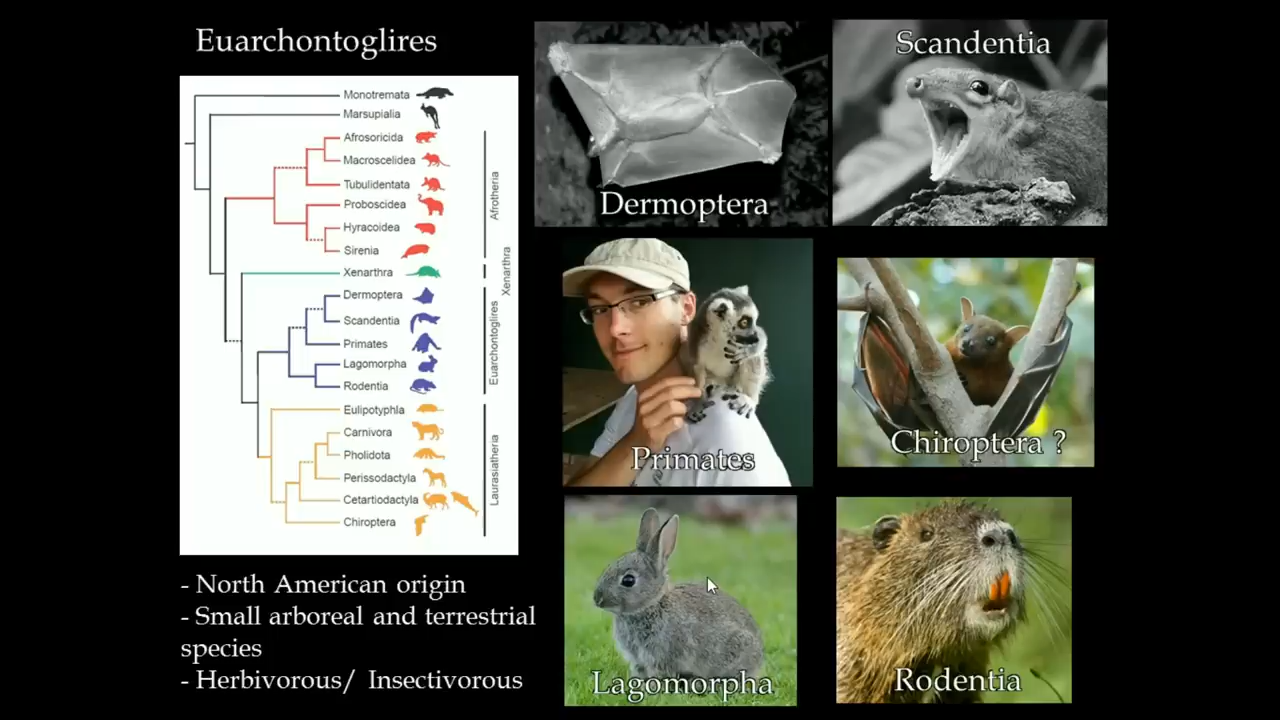 Euarchontoglires
Monotremata
Marsupialia
Afrosoricida
Macroscelidea
Tubulidentata
Proboscidea
Hyracoidea
Sirenia
Xenarthra
Dermoptera
Scandentia
Primates
Lagomorpha
Rodentia
Eulipotyphla
Carnivora
Pholidota
Perissodactyla
Cetartiodactyla
Chiroptera
Afrotheria
Xenarthra
Euarchontoglires
Laurasiatheria
- North American origin
- Small arboreal and terrestrial
species
- Herbivorous/ Insectivorous
Dermoptera
Scandentia
Primates
Chiroptera ?
Lagomorpha
Rodentia